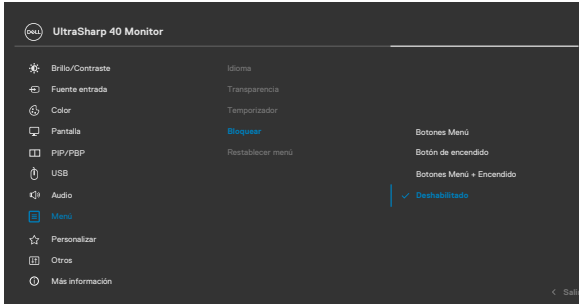 DELL UltraSharp 40 Monitor
Brillo/Contraste Idioma
Fuente entrada Transparencia
Color Temporizador
Pantalla Bloquear Botones Menú
PIP/PBP Restablecer menú Botón de encendido
USB Botones Menú + Encendido
Audio Deshabilitado
Menú
Personalizar
Otros
Más información
Salir